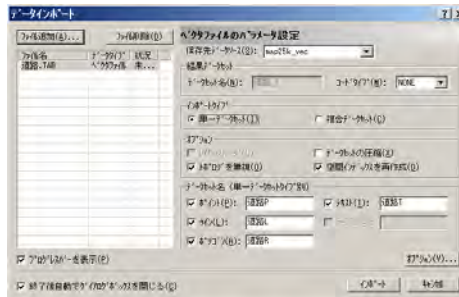 データインポート
ファイル追加(A)... ファイル削除(D)
ファイル名 データタイプ 状況
道路.TAB ベクタファイル 未...
ベクタファイルのパラメータ設定
保存先データソース(S): map25k_vec
結果データセット
データセット名(N):
コードタイプ(M): NONE
インポートタイプ
単一データセット(I) 複合データセット(C)
オプション
データセットの圧縮(Z)
トポロジを無視(O) 空間インデックスを再作成(X)
データセット名 (単一データセットタイプ別)
ポイント(P): 道路P テキスト(T): 道路T
ライン(L): 道路L
ポリゴン(R): 道路R
プログレスバーを表示(P)
オプション(V)...
終了後自動でダイアログボックスを閉じる(C)
インポート キャンセル